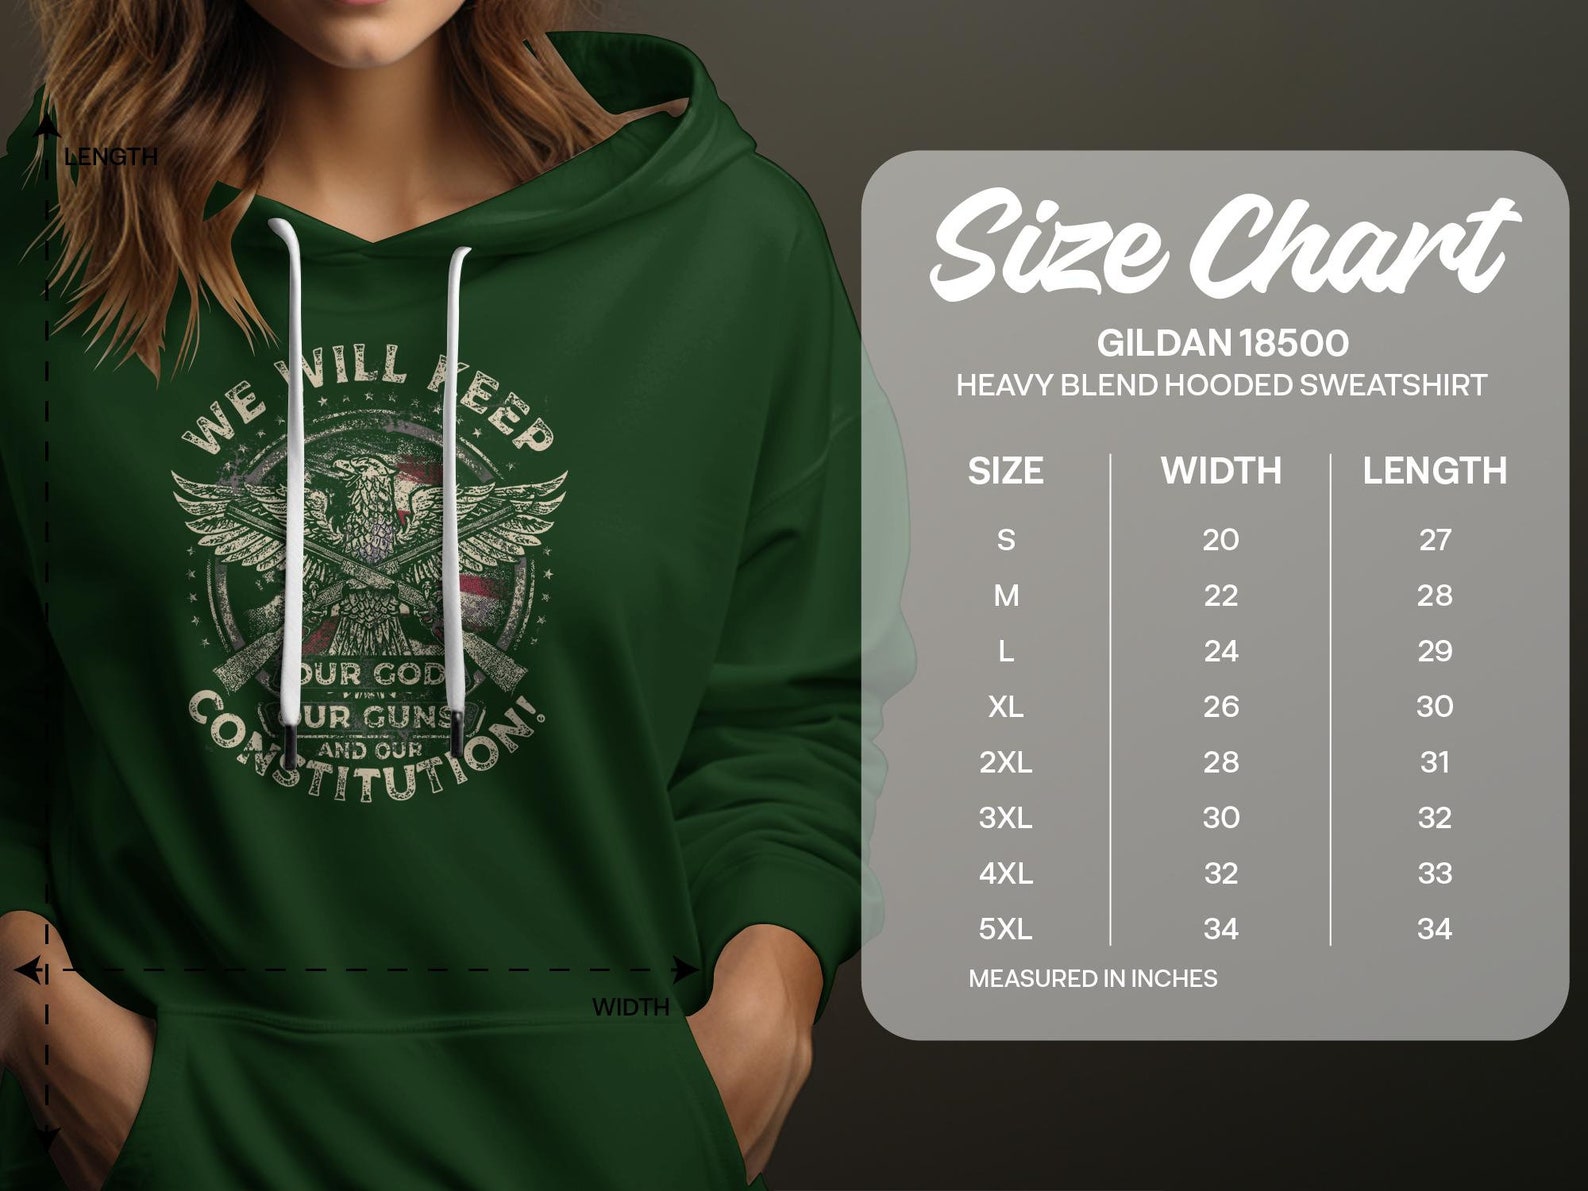 LENGTH
WE WILL KEEP
OUR GOD
OUR GUNS
AND OUR
CONSTITUTION!
WIDTH
Size Chart
GILDAN 18500
HEAVY BLEND HOODED SWEATSHIRT
SIZE WIDTH LENGTH
S 20 27
M 22 28
L 24 29
XL 26 30
2XL 28 31
3XL 30 32
4XL 32 33
5XL 34 34
MEASURED IN INCHES